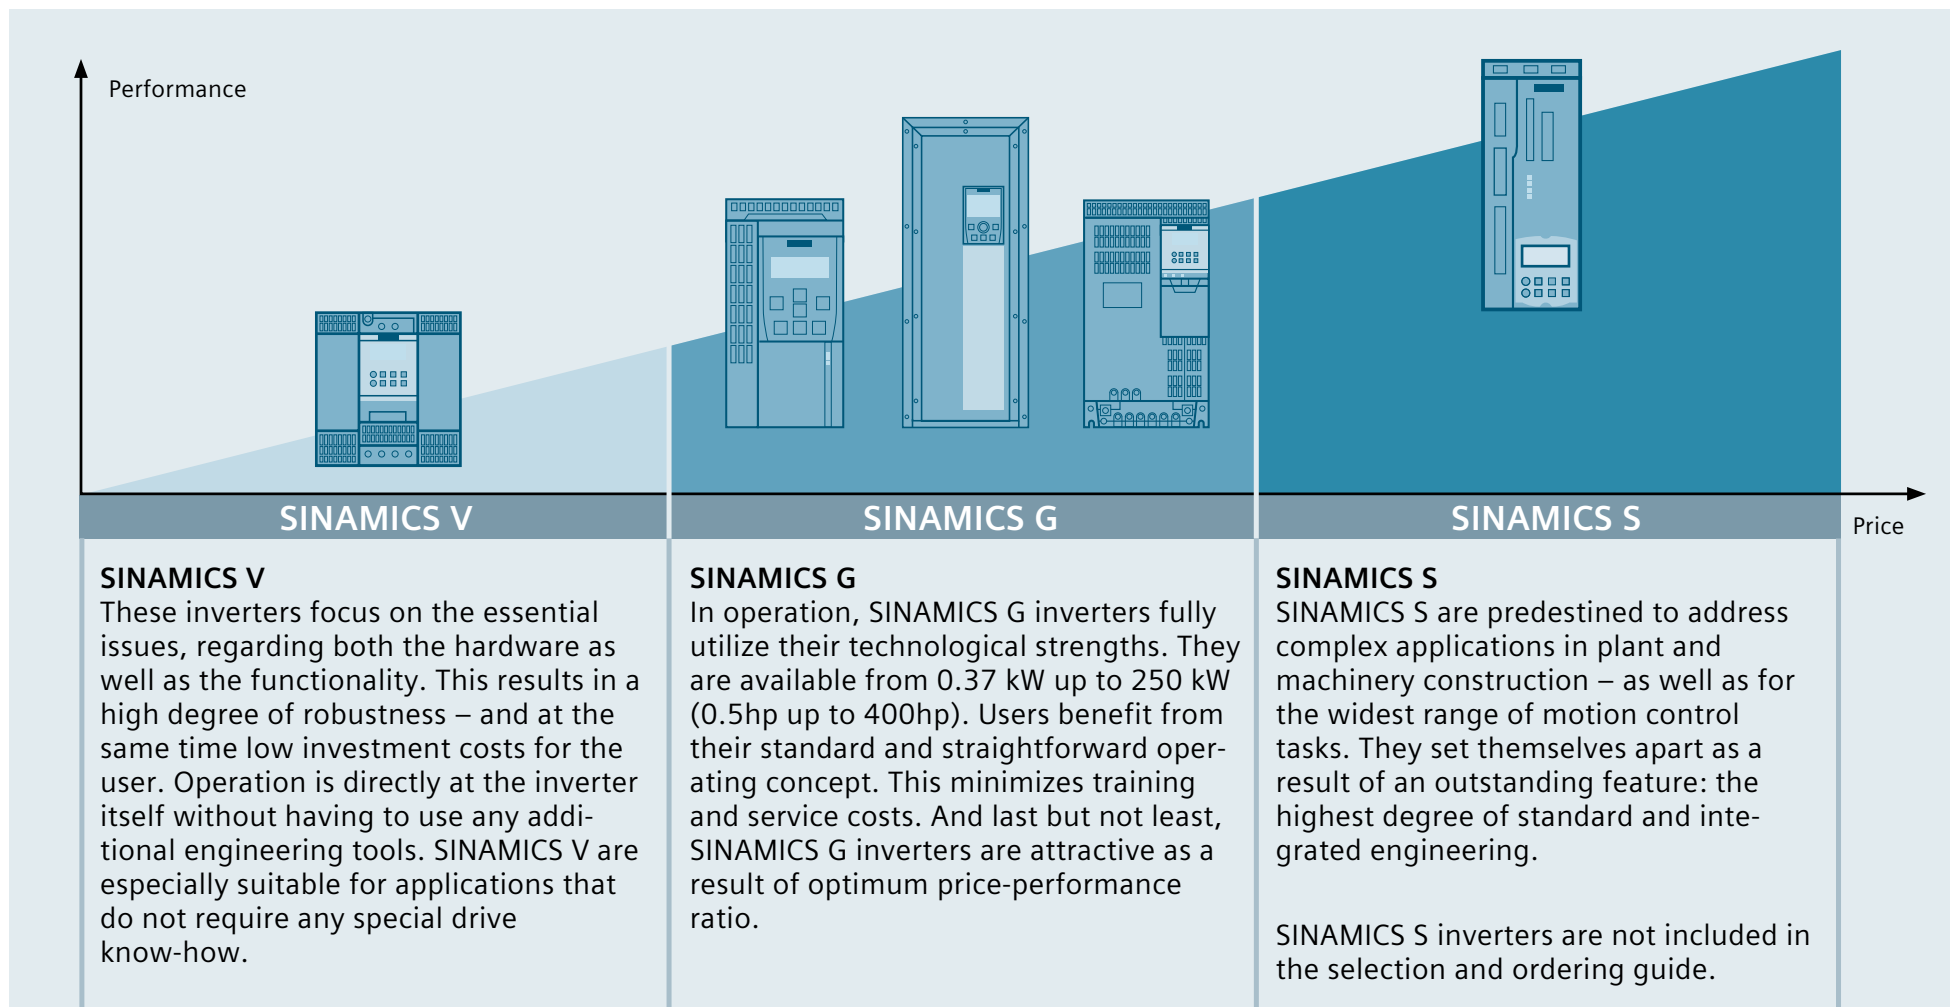 Performance
SINAMICS V
SINAMICS G
SINAMICS S
Price
SINAMICS V
These inverters focus on the essential
issues, regarding both the hardware as
well as the functionality. This results in a
high degree of robustness – and at the
same time low investment costs for the
user. Operation is directly at the inverter
itself without having to use any addi-
tional engineering tools. SINAMICS V are
especially suitable for applications that
do not require any special drive
know-how.
SINAMICS G
In operation, SINAMICS G inverters fully
utilize their technological strengths. They
are available from 0.37 kW up to 250 kW
(0.5hp up to 400hp). Users benefit from
their standard and straightforward oper-
ating concept. This minimizes training
and service costs. And last but not least,
SINAMICS G inverters are attractive as a
result of optimum price-performance
ratio.
SINAMICS S
SINAMICS S are predestined to address
complex applications in plant and
machinery construction – as well as for
the widest range of motion control
tasks. They set themselves apart as a
result of an outstanding feature: the
highest degree of standard and inte-
grated engineering.
SINAMICS S inverters are not included in
the selection and ordering guide.